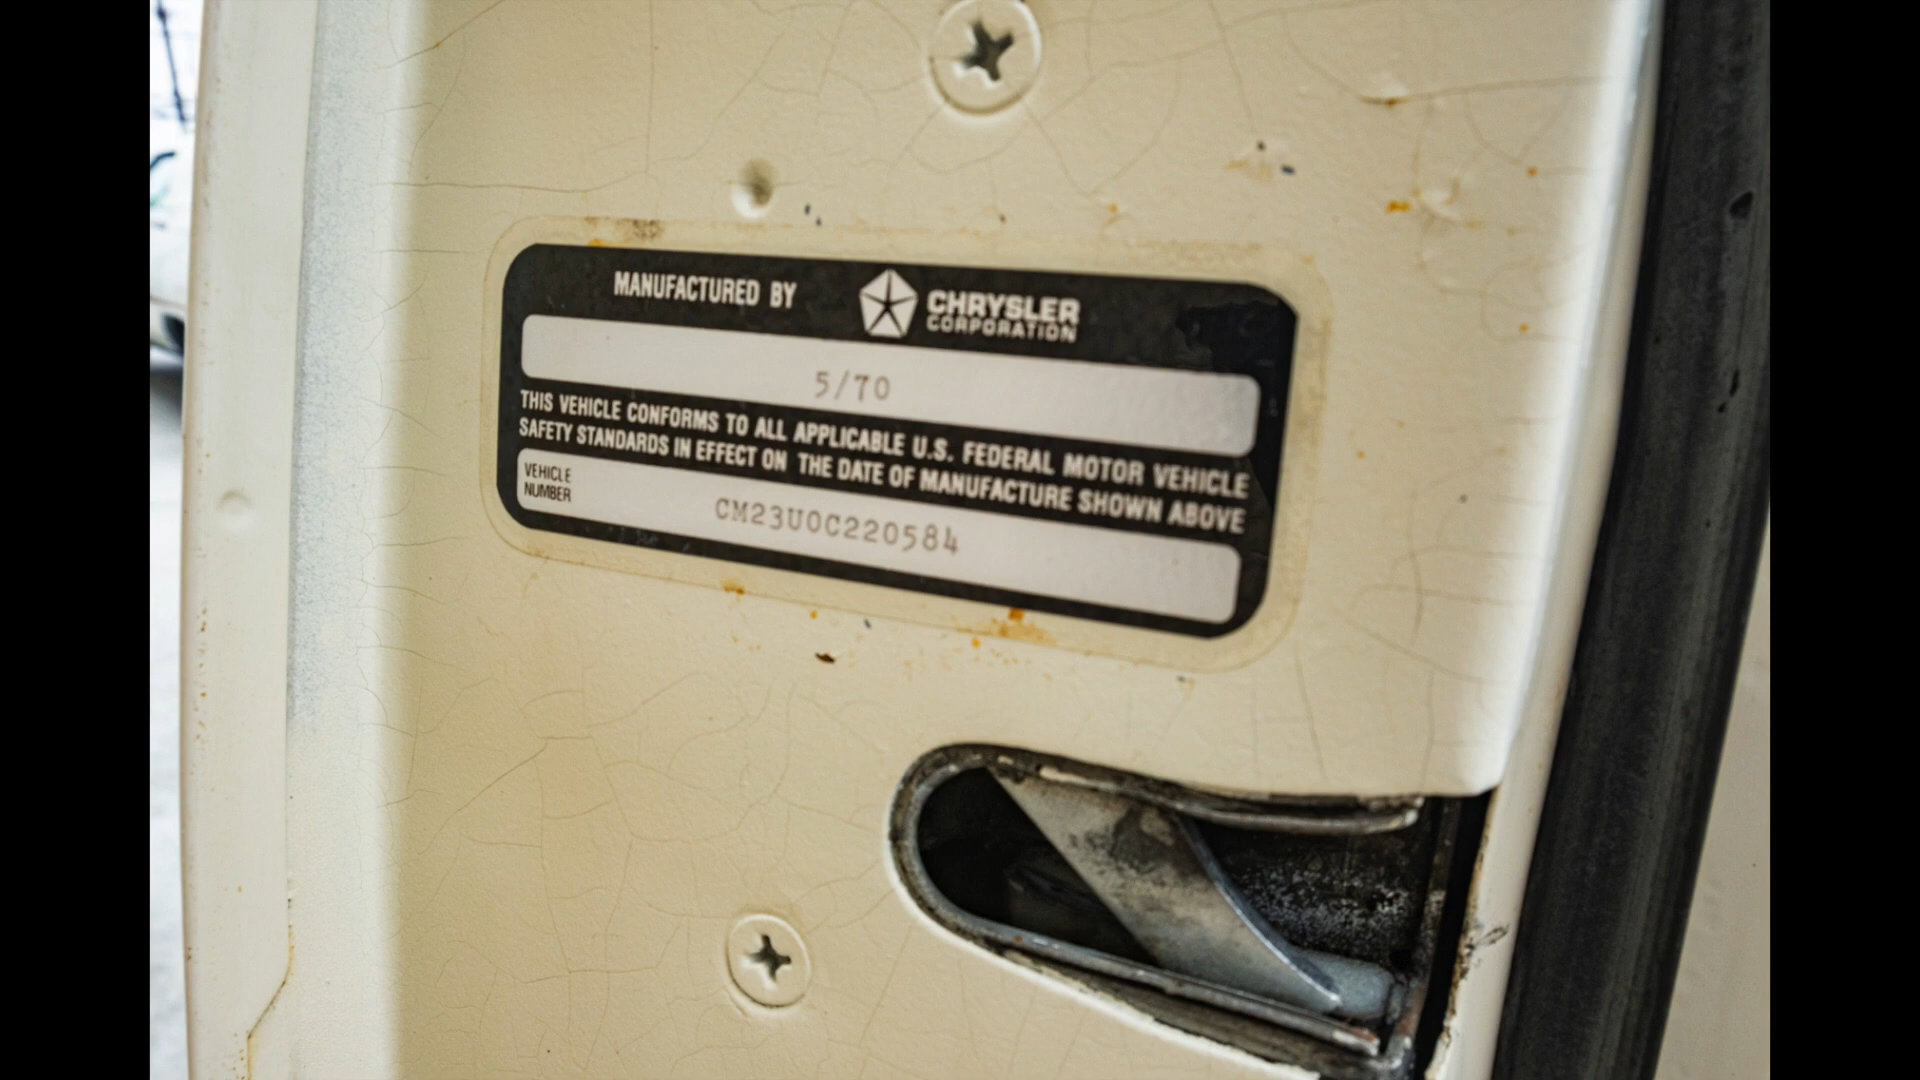 MANUFACTURED BY CHRYSLER
CORPORATION
5/70
THIS VEHICLE CONFORMS TO ALL APPLICABLE U.S. FEDERAL MOTOR VEHICLE
SAFETY STANDARDS IN EFFECT ON THE DATE OF MANUFACTURE SHOWN ABOVE
VEHICLE
NUMBER
CM23U0C220584